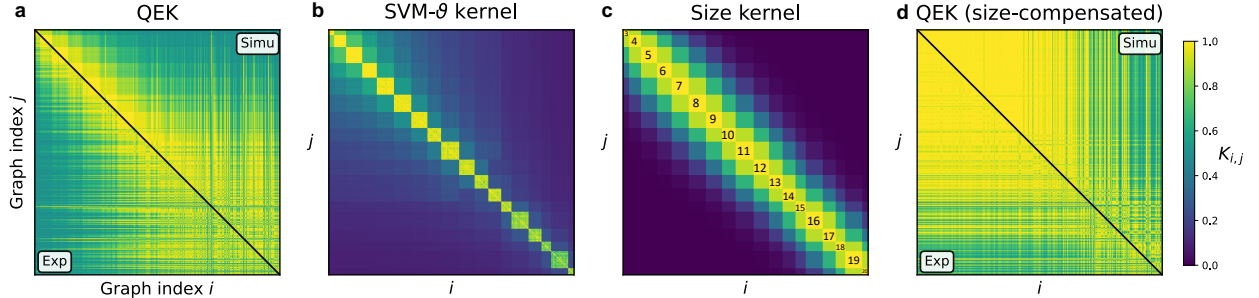 a QEK
Simu
Exp
Graph index j
Graph index i
b SVM-ϑ kernel
j
i
c Size kernel
3
4
5
6
7
8
9
10
11
12
13
14
15
16
17
18
19
20
j
i
d QEK (size-compensated)
Simu
Exp
j
i
1,0
0.8
0.6
0.4
0.2
0.0
K_{i,j}